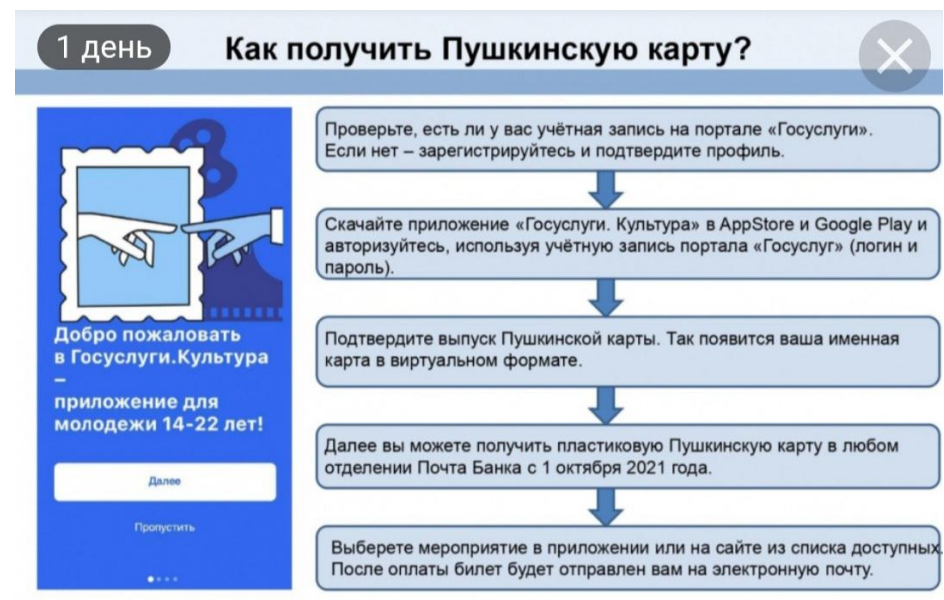 1 день
Как получить Пушкинскую карту?
Добро пожаловать
в Госуслуги.Культура
–
приложение для
молодежи 14-22 лет!
Далее
Пропустить
Проверьте, есть ли у вас учётная запись на портале «Госуслуги».
Если нет – зарегистрируйтесь и подтвердите профиль.
Скачайте приложение «Госуслуги. Культура» в AppStore и Google Play и
авторизуйтесь, используя учётную запись портала «Госуслуг» (логин и
пароль).
Подтвердите выпуск Пушкинской карты. Так появится ваша именная
карта в виртуальном формате.
Далее вы можете получить пластиковую Пушкинскую карту в любом
отделении Почта Банка с 1 октября 2021 года.
Выберете мероприятие в приложении или на сайте из списка доступных.
После оплаты билет будет отправлен вам на электронную почту.